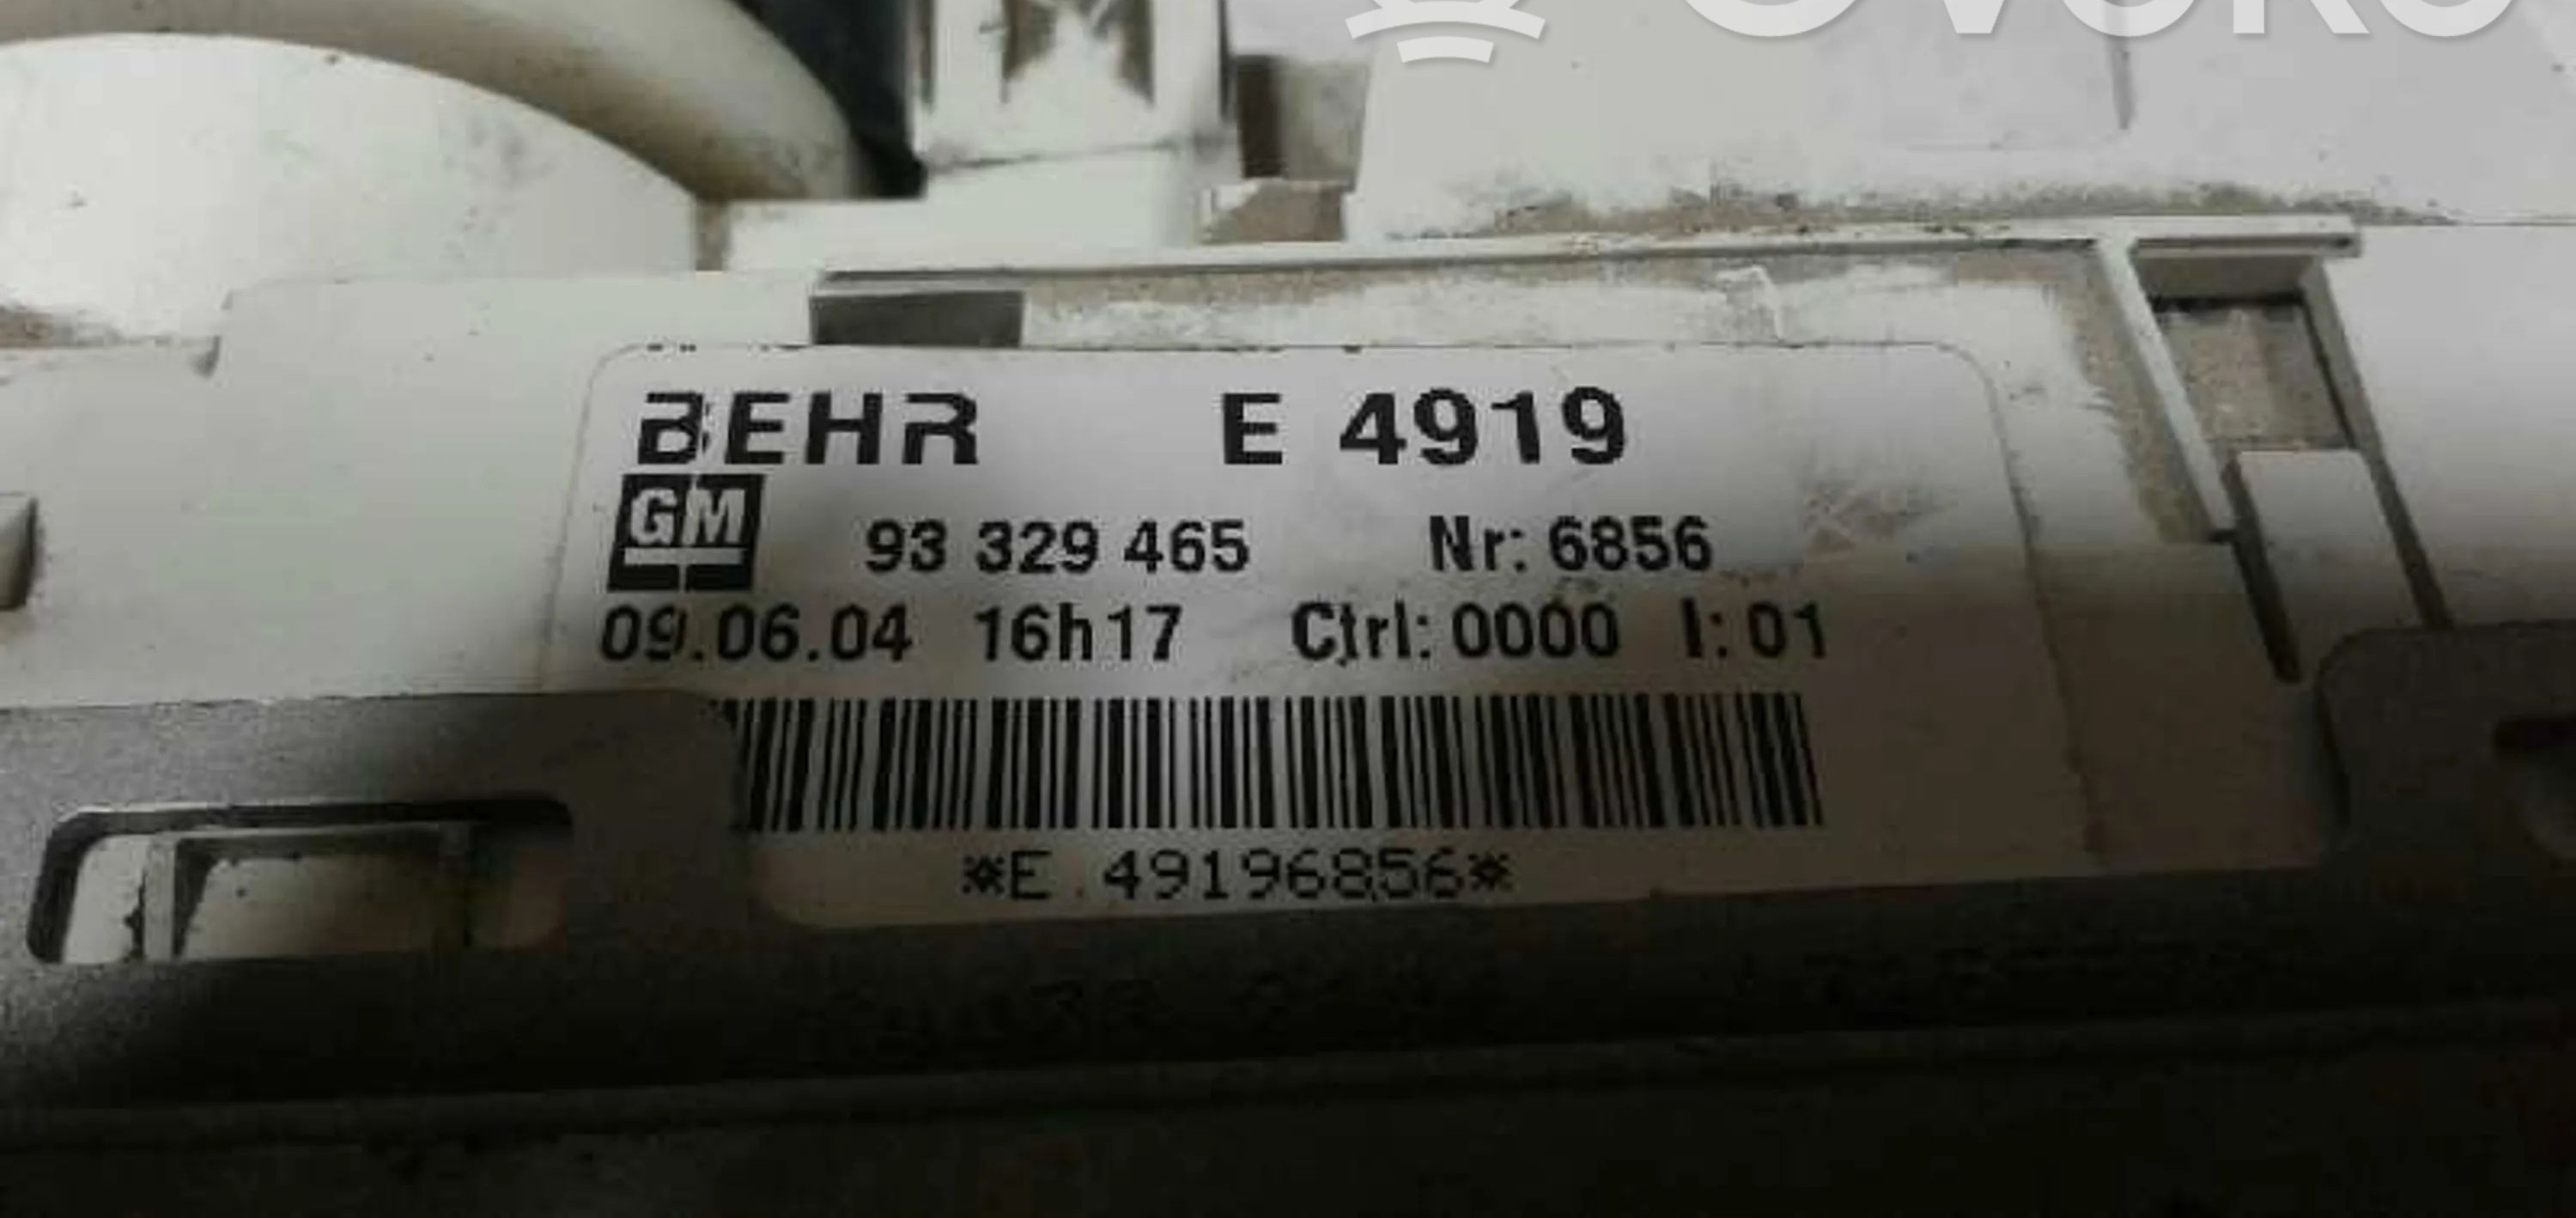 BEHR E 4919
GM 93 329 465 Nr: 6856
09.06.04 16h17 Ctrl: 0000 I: 01
*E.49196856*